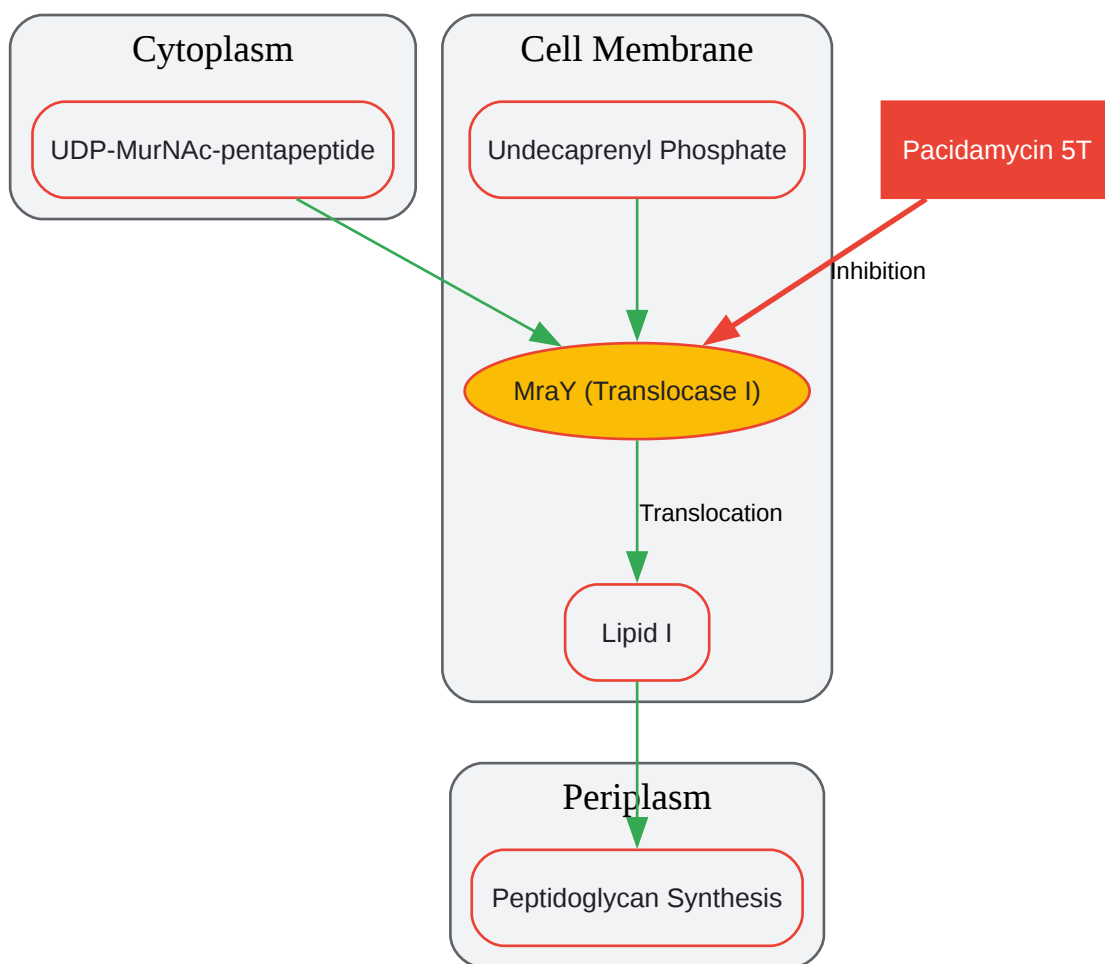 Cytoplasm
Cell Membrane
UDP-MurNAc-pentapeptide
Undecaprenyl Phosphate
Pacidamycin 5T
Inhibition
MraY (Translocase I)
Translocation
Lipid I
Periplasm
Peptidoglycan Synthesis